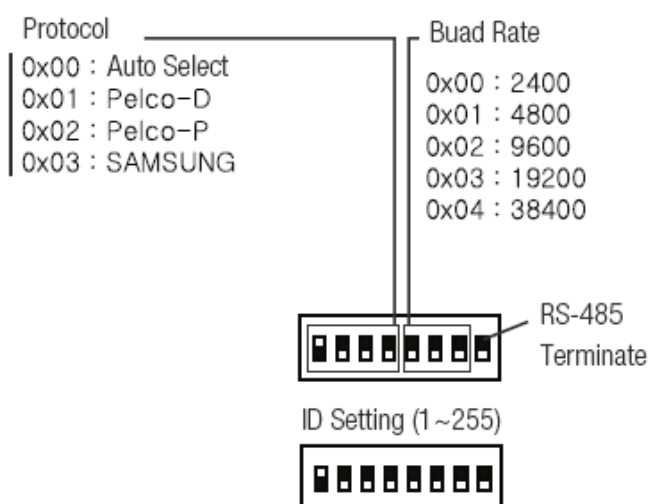 Protocol
0x00 : Auto Select
0x01 : Pelco-D
0x02 : Pelco-P
0x03 : SAMSUNG
Buad Rate
0x00 : 2400
0x01 : 4800
0x02 : 9600
0x03 : 19200
0x04 : 38400
RS-485
Terminate
ID Setting (1~255)